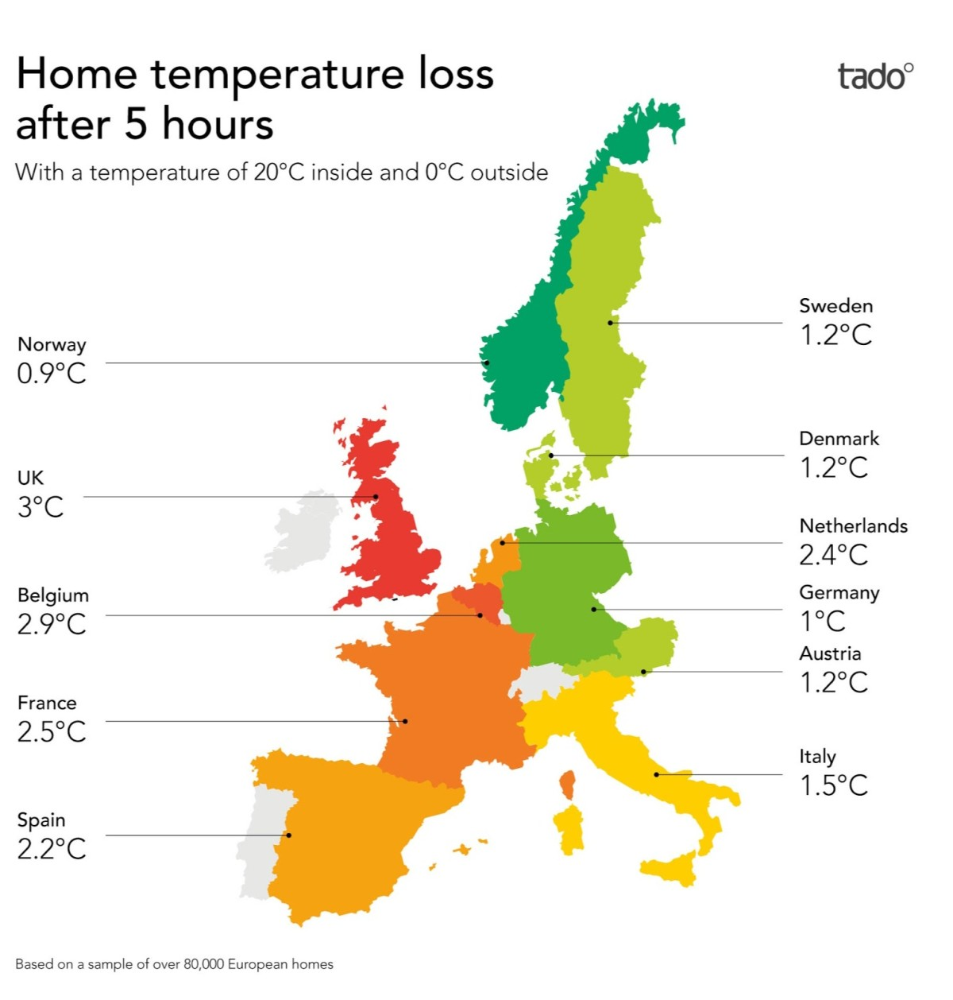 Home temperature loss
after 5 hours
With a temperature of 20°C inside and 0°C outside
tado°
Norway
0.9°C
UK
3°C
Belgium
2.9°C
France
2.5°C
Spain
2.2°C
Sweden
1.2°C
Denmark
1.2°C
Netherlands
2.4°C
Germany
1°C
Austria
1.2°C
Italy
1.5°C
Based on a sample of over 80,000 European homes